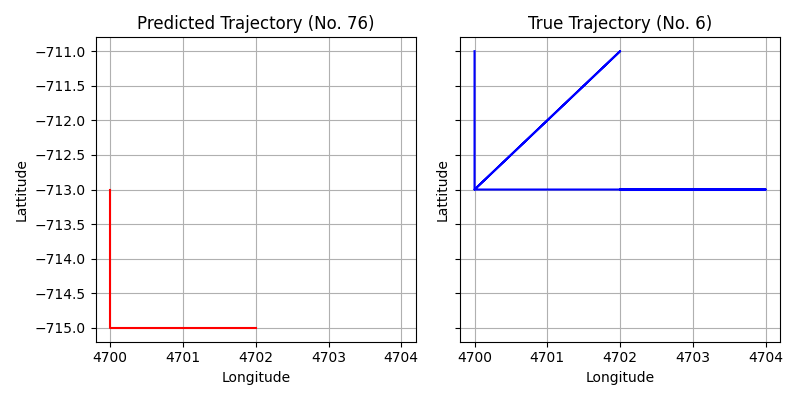 Predicted Trajectory (No. 76)
True Trajectory (No. 6)
−711.0
−711.5
−712.0
−712.5
−713.0
−713.5
−714.0
−714.5
−715.0
Lattitude
Lattitude
4700 4701 4702 4703 4704
4700 4701 4702 4703 4704
Longitude
Longitude